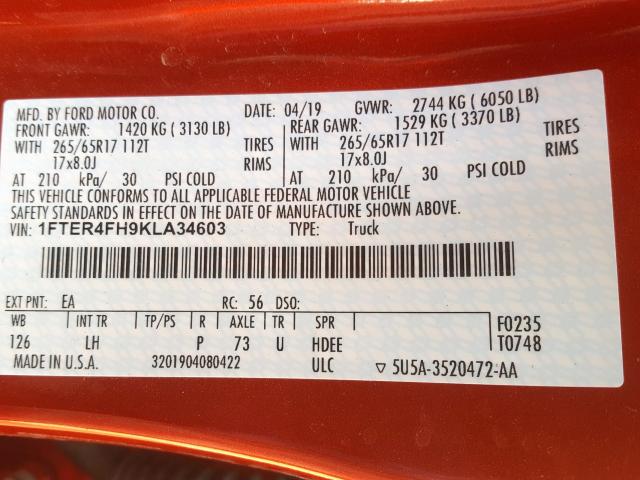 MFD. BY FORD MOTOR CO. DATE: 04/19 GVWR: 2744 KG ( 6050 LB)
FRONT GAWR: 1420 KG ( 3130 LB) REAR GAWR: 1529 KG ( 3370 LB)
WITH 265/65R17 112T TIRES WITH 265/65R17 112T TIRES
17x8.0J RIMS 17x8.0J RIMS
AT 210 kPa/ 30 PSI COLD AT 210 kPa/ 30 PSI COLD
THIS VEHICLE CONFORMS TO ALL APPLICABLE FEDERAL MOTOR VEHICLE
SAFETY STANDARDS IN EFFECT ON THE DATE OF MANUFACTURE SHOWN ABOVE.
VIN: 1FTER4FH9KLA34603 TYPE: Truck
EXT PNT: EA RC: 56 DSO:
WB INT TR TP/PS R AXLE TR SPR F0235
126 LH P 73 U HDEE T0748
MADE IN U.S.A. 3201904080422 ULC ▽ 5U5A-3520472-AA